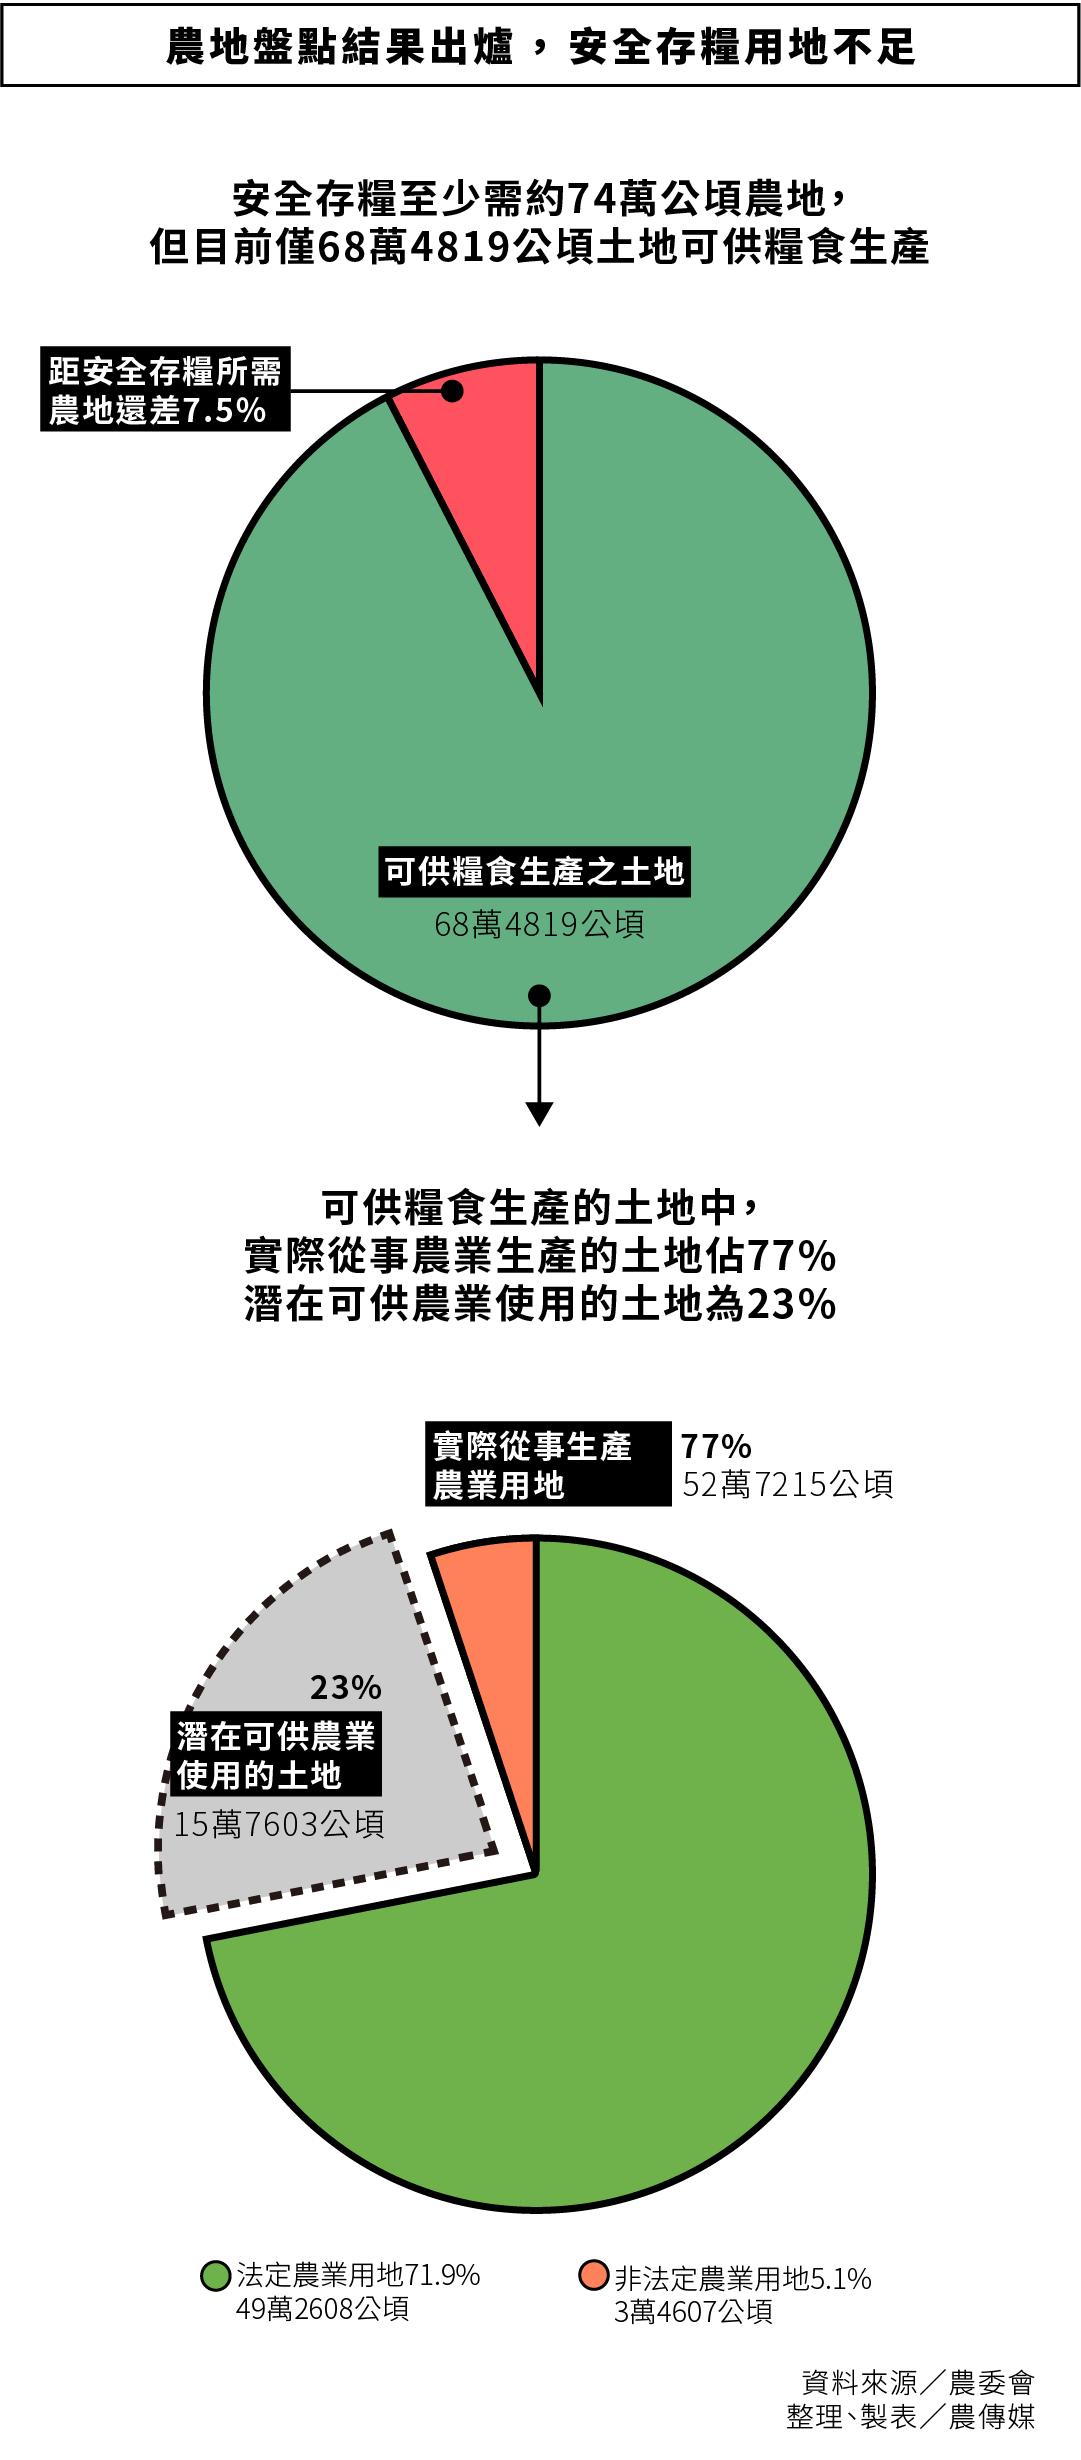 農地盤點結果出爐，安全存糧用地不足
安全存糧至少需約74萬公頃農地，
但目前僅68萬4819公頃土地可供糧食生產
距安全存糧所需
農地還差7.5%
可供糧食生產之土地
68萬4819公頃
可供糧食生產的土地中，
實際從事農業生產的土地佔77%
潛在可供農業使用的土地為23%
實際從事生產
農業用地
77%
52萬7215公頃
23%
潛在可供農業
使用的土地
15萬7603公頃
法定農業用地71.9%
49萬2608公頃
非法定農業用地5.1%
3萬4607公頃
資料來源／農委會
整理、製表／農傳媒